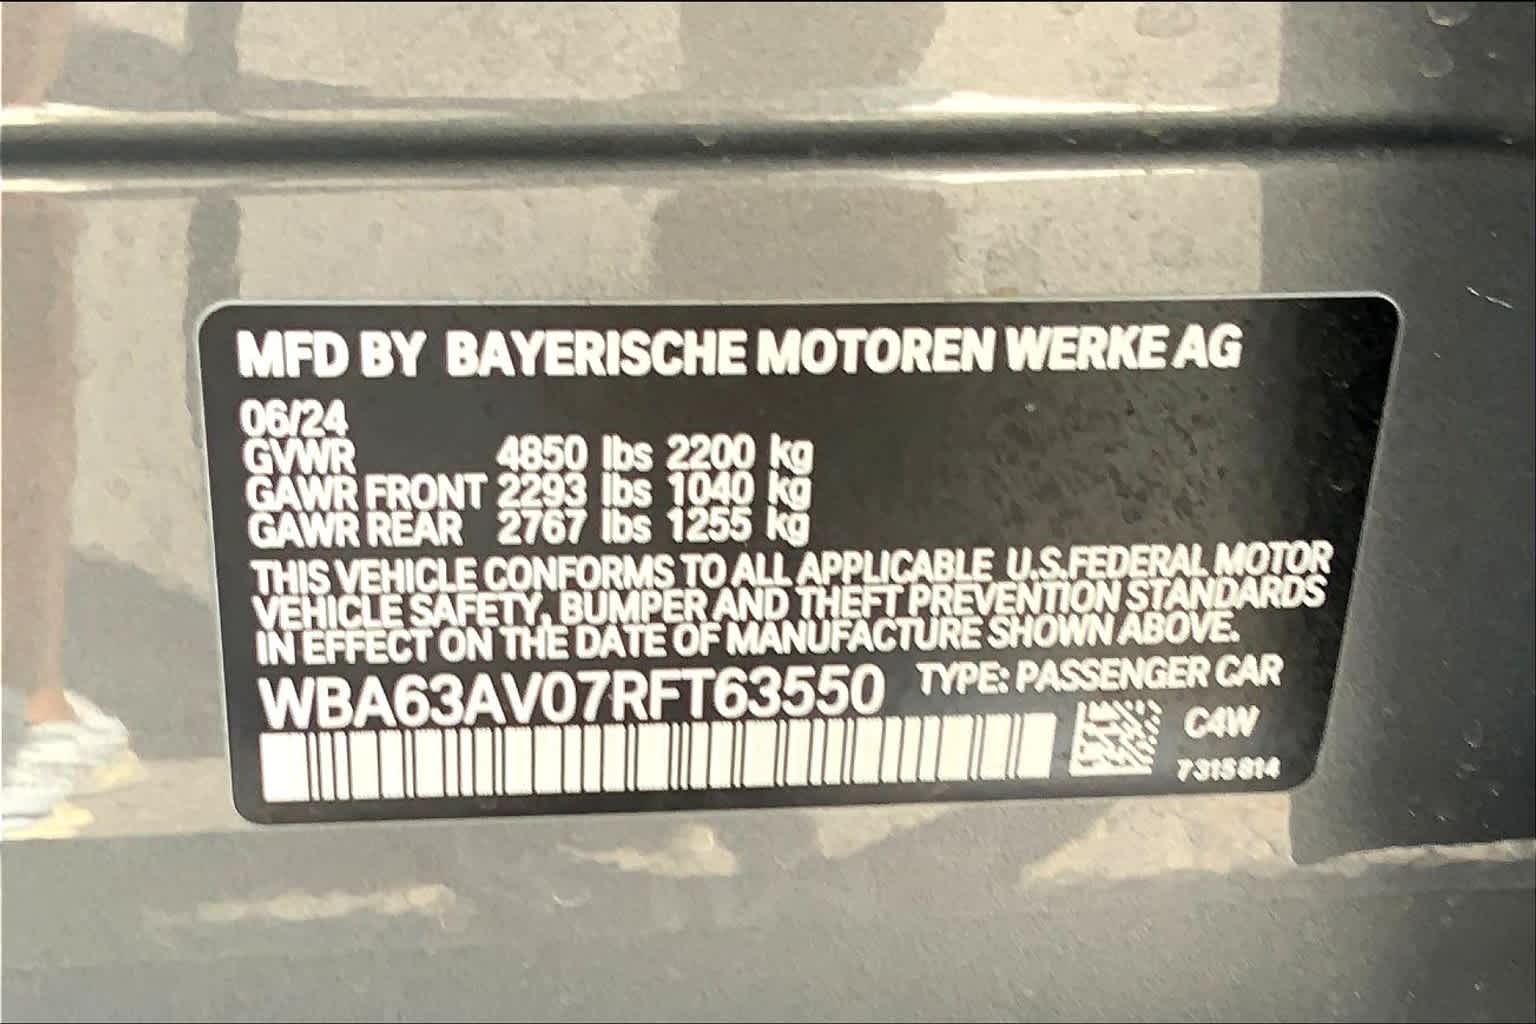 MFD BY BAYERISCHE MOTOREN WERKE AG
06/24
GVWR 4850 lbs 2200 kg
GAWR FRONT 2293 lbs 1040 kg
GAWR REAR 2767 lbs 1255 kg
THIS VEHICLE CONFORMS TO ALL APPLICABLE U.S.FEDERAL MOTOR
VEHICLE SAFETY, BUMPER AND THEFT PREVENTION STANDARDS
IN EFFECT ON THE DATE OF MANUFACTURE SHOWN ABOVE.
WBA63AV07RFT63550 TYPE: PASSENGER CAR
C4W
7315814